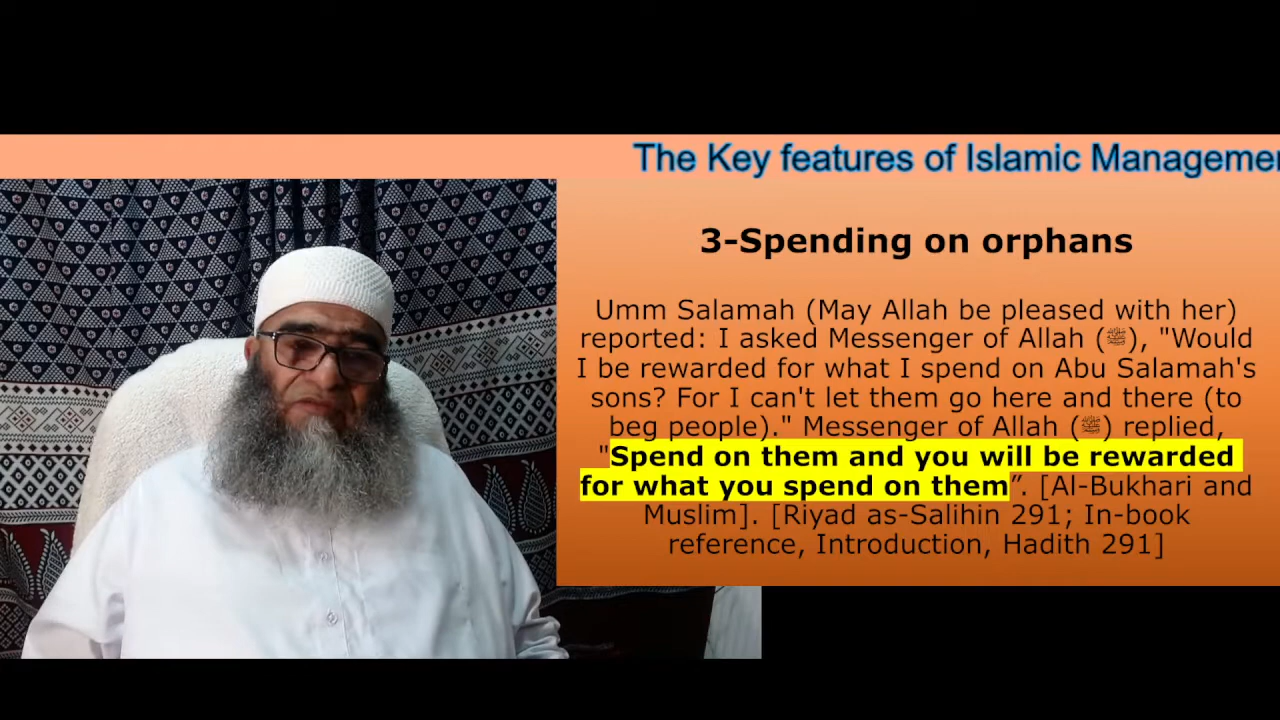 The Key features of Islamic Managemen
3-Spending on orphans
Umm Salamah (May Allah be pleased with her)
reported: I asked Messenger of Allah (ﷺ), "Would
I be rewarded for what I spend on Abu Salamah's
sons? For I can't let them go here and there (to
beg people)." Messenger of Allah (ﷺ) replied,
"Spend on them and you will be rewarded
for what you spend on them”. [Al-Bukhari and
Muslim]. [Riyad as-Salihin 291; In-book
reference, Introduction, Hadith 291]